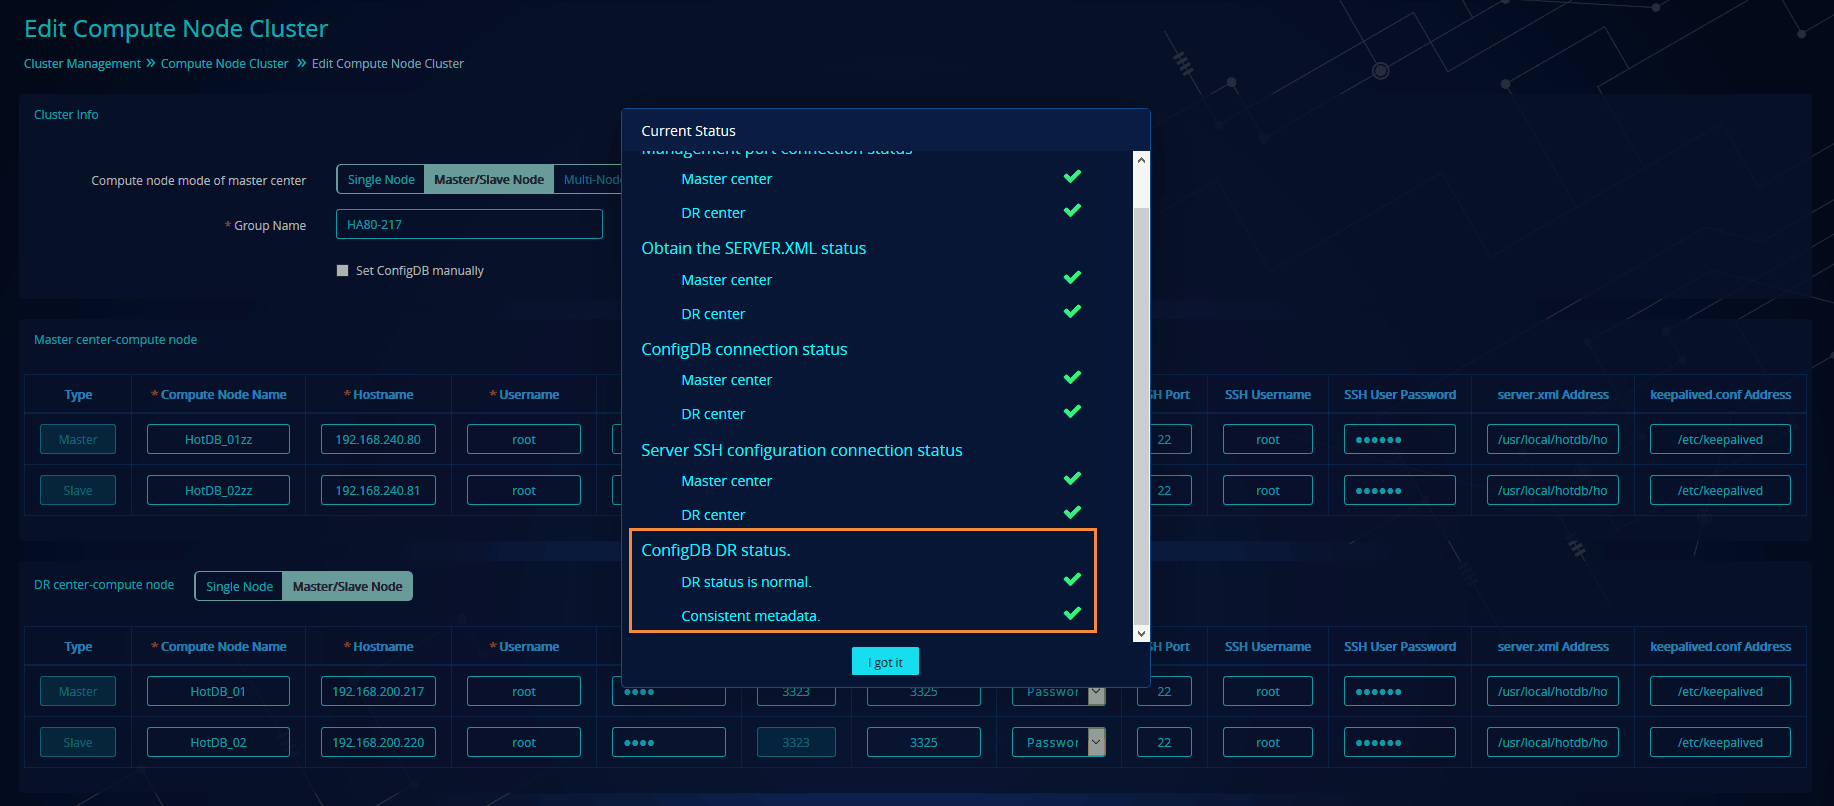 Edit Compute Node Cluster
Cluster Management » Compute Node Cluster » Edit Compute Node Cluster
Cluster Info
Compute node mode of master center Single Node Master/Slave Node Multi-Node
* Group Name HA80-217
Set ConfigDB manually
Current Status
Management port connection status
Master center
DR center
Obtain the SERVER.XML status
Master center
DR center
ConfigDB connection status
Master center
DR center
Server SSH configuration connection status
Master center
DR center
ConfigDB DR status.
DR status is normal.
Consistent metadata.
I got it
Master center-compute node
Type * Compute Node Name * Hostname * Username SH Port SSH Username SSH User Password server.xml Address keepalived.conf Address
Master HotDB_01zz 192.168.240.80 root 22 root ●●●●●● /usr/local/hotdb/ho /etc/keepalived
Slave HotDB_02zz 192.168.240.81 root 22 root ●●●●●● /usr/local/hotdb/ho /etc/keepalived
DR center-compute node Single Node Master/Slave Node
Type * Compute Node Name * Hostname * Username SH Port SSH Username SSH User Password server.xml Address keepalived.conf Address
Master HotDB_01 192.168.200.217 root ●●●● 3323 3325 Passwor 22 root ●●●●●● /usr/local/hotdb/ho /etc/keepalived
Slave HotDB_02 192.168.200.220 root ●●●● 3323 3325 Passwor 22 root ●●●●●● /usr/local/hotdb/ho /etc/keepalived